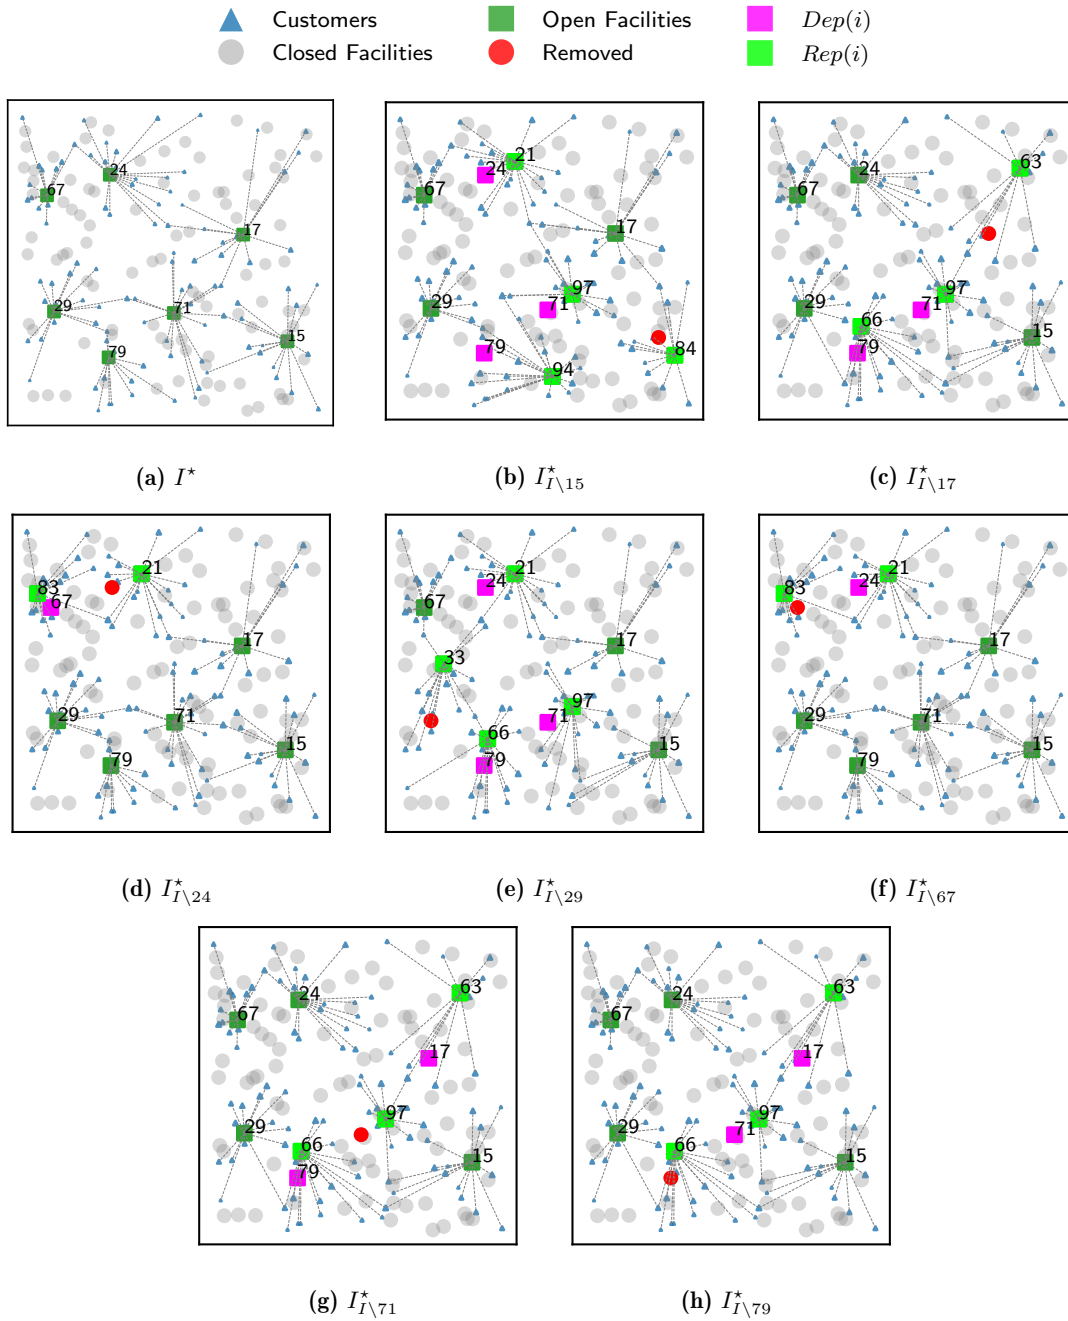 Customers Open Facilities Dep(i)
Closed Facilities Removed Rep(i)
67 24 17 29 71 79 15
(a) I⋆
21 24 67 17 97 29 71 79 94 84
(b) I⋆I\15
63 24 67 97 29 71 66 79 15
(c) I⋆I\17
21 83 67 17 29 71 79 15
(d) I⋆I\24
21 24 67 17 33 97 71 66 79 15
(e) I⋆I\29
21 83 24 17 29 71 79 15
(f) I⋆I\67
63 24 67 17 97 29 66 79 15
(g) I⋆I\71
63 24 67 17 97 29 71 66 15
(h) I⋆I\79